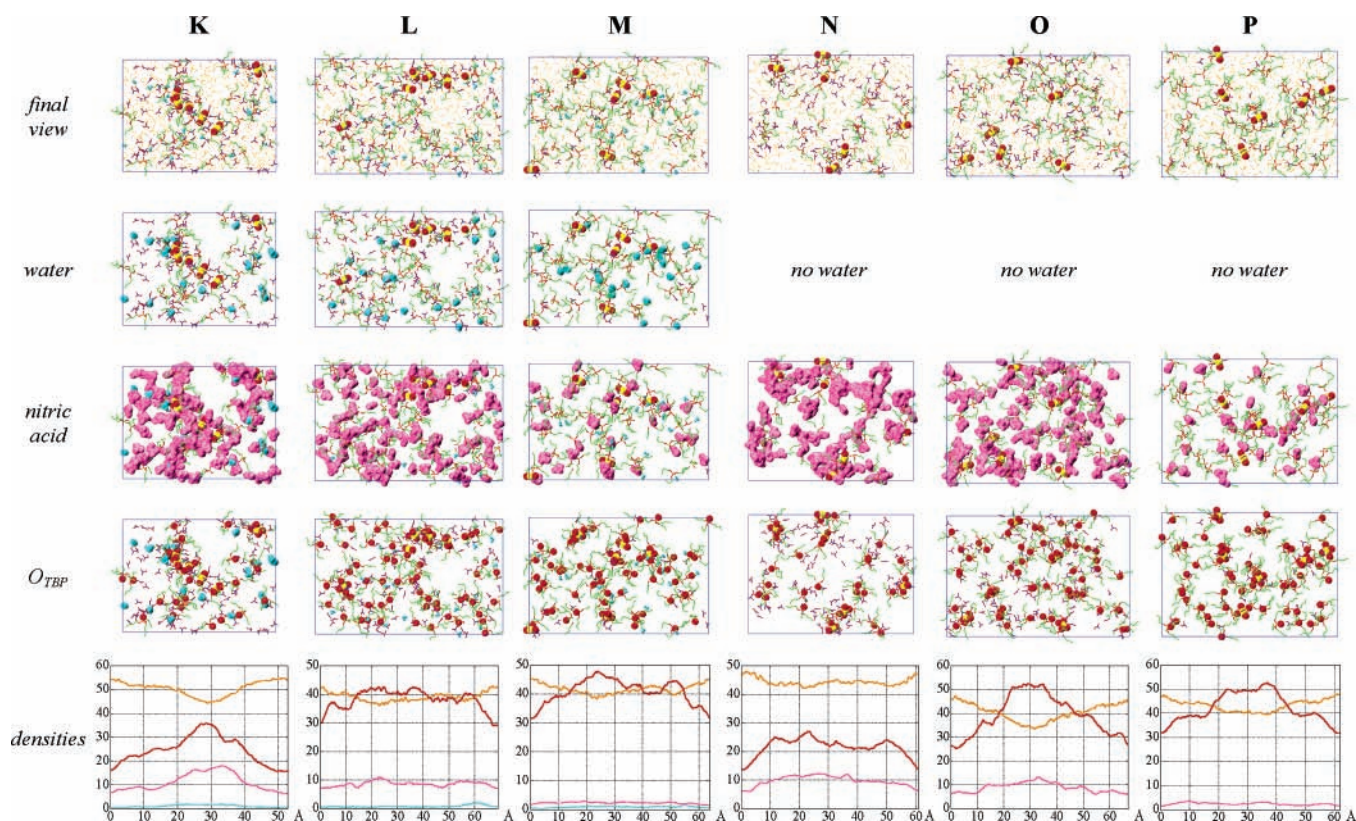 K L M N O P
final
view
water
no water no water no water
nitric
acid
O_TBP
densities
60 60 60 60 60 60
50 50 50 50 50 50
40 40 40 40 40 40
30 30 30 30 30 30
20 20 20 20 20 20
10 10 10 10 10 10
0 0 0 0 0 0
0 10 20 30 40 50 A 0 10 20 30 40 50 60 A 0 10 20 30 40 50 60 A 0 10 20 30 40 50 60 A 0 10 20 30 40 50 60 A 0 10 20 30 40 50 60 A